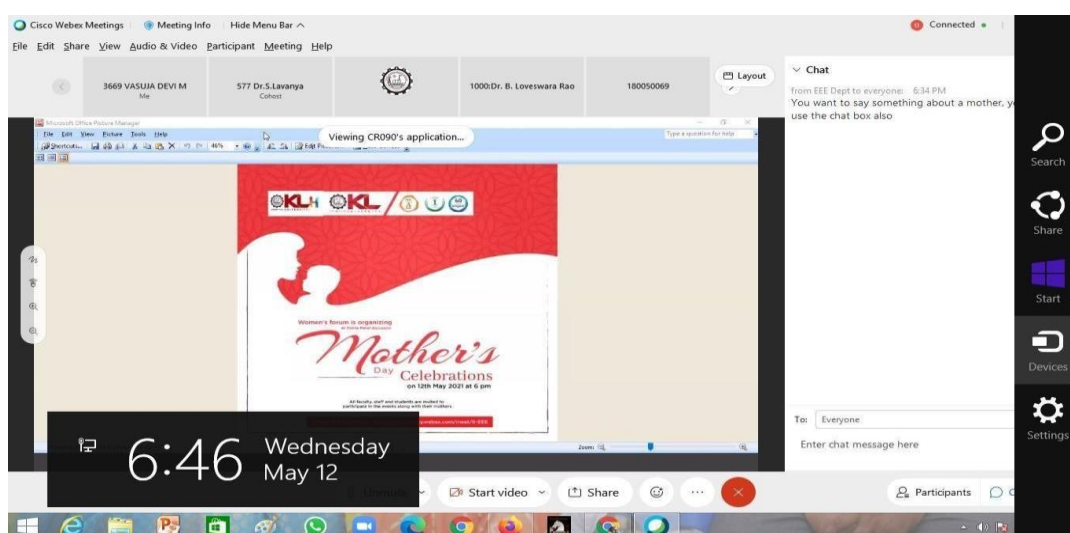 Cisco Webex Meetings Meeting Info Hide Menu Bar Connected
File Edit Share View Audio & Video Participant Meeting Help
3669 VASUJA DEVI M
Me
577 Dr.S.Lavanya
Cohost
1000:Dr. B. Loveswara Rao
180050069
Layout
Microsoft Office Picture Manager
File Edit View Picture Tools Help
Type a question for help
Viewing CR090's application...
Shortcuts...
46%
KLH KL
Women's forum is organizing
Mother's
Day Celebrations
on 12th May 2021 at 6 pm
All faculty, staff and students are invited to
participate in the events along with their mothers
Zoom:
Chat
from EEE Dept to everyone: 6:34 PM
You want to say something about a mother, y
use the chat box also
To: Everyone
Enter chat message here
6:46 Wednesday
May 12
Start video Share
Participants
Search
Share
Start
Devices
Settings